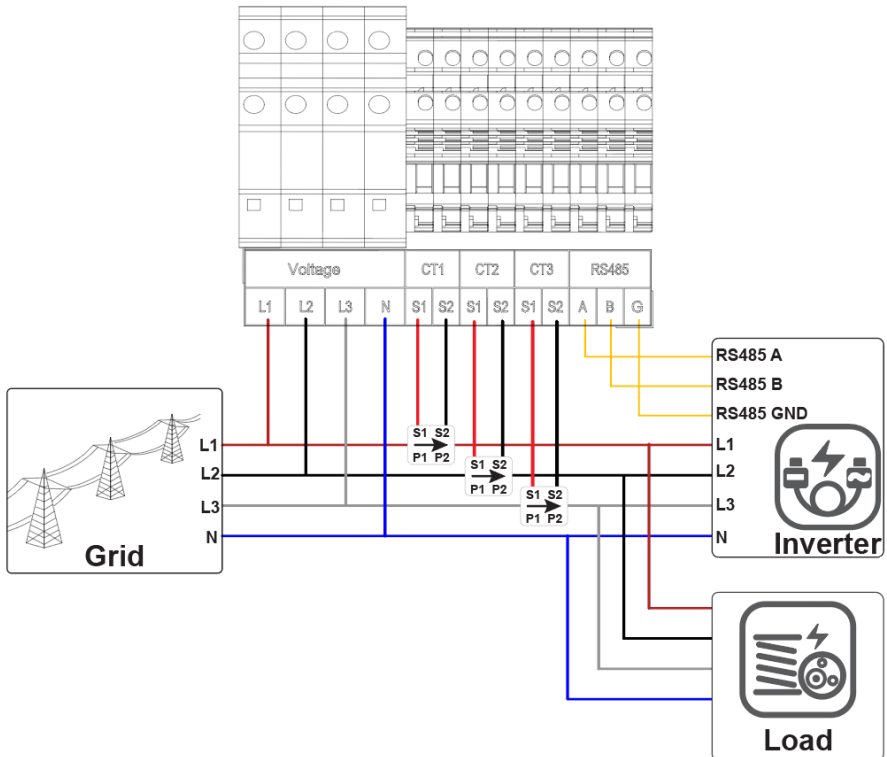 Voltage CT1 CT2 CT3 RS485
L1 L2 L3 N S1 S2 S1 S2 S1 S2 A B G
RS485 A
RS485 B
RS485 GND
S1 S2
P1 P2
S1 S2
P1 P2
S1 S2
P1 P2
L1
L2
L3
N
Grid
L1
L2
L3
N
Inverter
Load